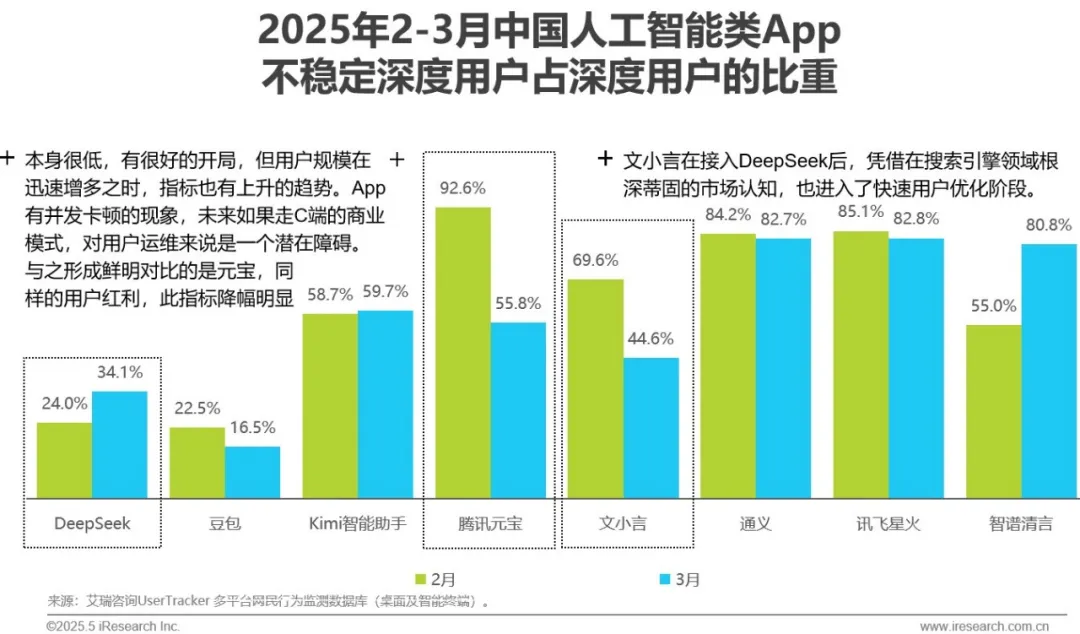 2025年2-3月中国人工智能类App
不稳定深度用户占深度用户的比重
+ 本身很低，有很好的开局，但用户规模在
迅速增多之时，指标也有上升的趋势。App
有并发卡顿的现象，未来如果走C端的商业
模式，对用户运维来说是一个潜在障碍。
与之形成鲜明对比的是元宝，同
样的用户红利，此指标降幅明显
+
+ 文小言在接入DeepSeek后，凭借在搜索引擎领域根
深蒂固的市场认知，也进入了快速用户优化阶段。
24.0% 34.1%
22.5% 16.5%
58.7% 59.7%
92.6% 55.8%
69.6% 44.6%
84.2% 82.7%
85.1% 82.8%
55.0% 80.8%
DeepSeek 豆包 Kimi智能助手 腾讯元宝 文小言 通义 讯飞星火 智谱清言
2月 3月
来源：艾瑞咨询UserTracker 多平台网民行为监测数据库（桌面及智能终端）。
©2025.5 iResearch Inc. www.iresearch.com.cn